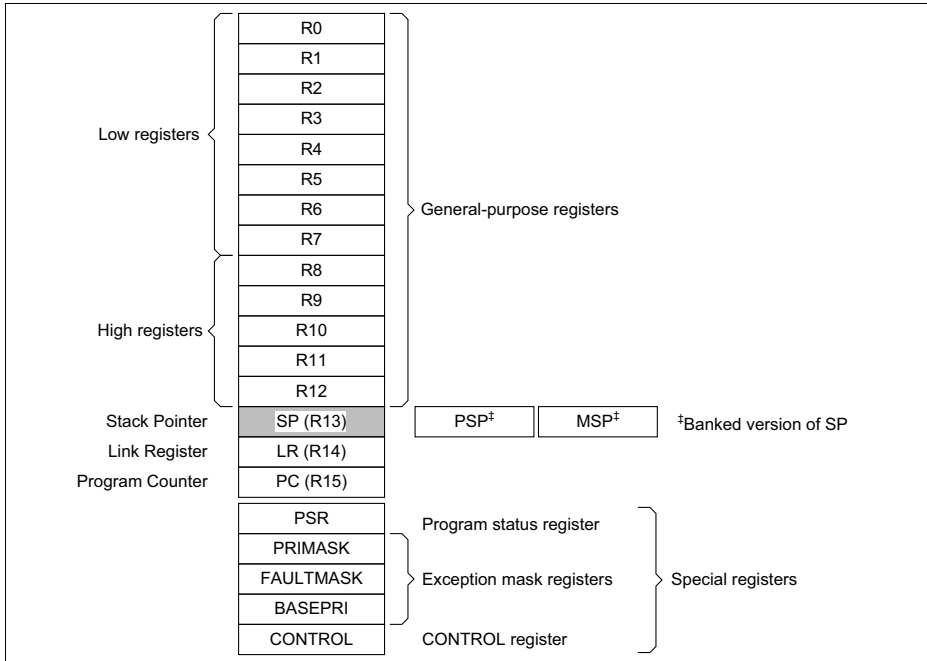 R0
R1
R2
R3
Low registers
R4
R5
R6
General-purpose registers
R7
R8
R9
High registers
R10
R11
R12
Stack Pointer SP (R13) PSP‡ MSP‡ ‡Banked version of SP
Link Register LR (R14)
Program Counter PC (R15)
PSR Program status register
PRIMASK
FAULTMASK Exception mask registers Special registers
BASEPRI
CONTROL CONTROL register